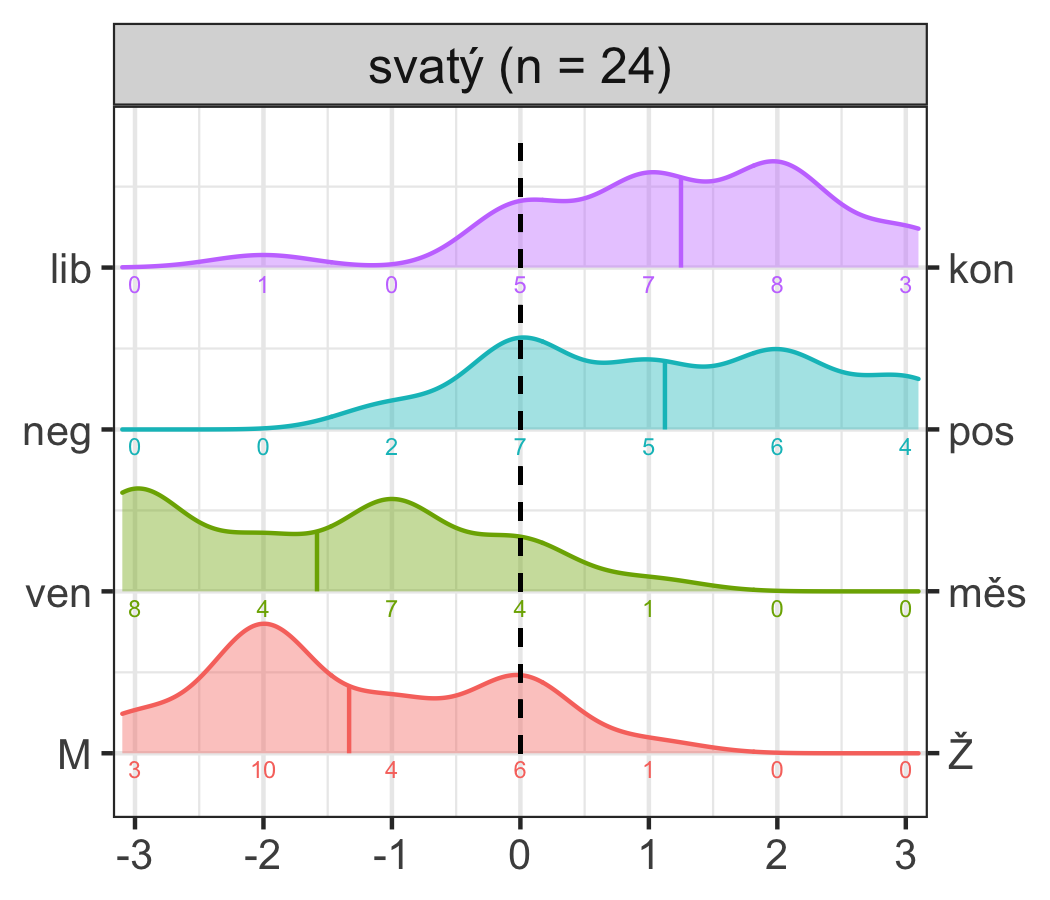 svatý (n = 24)
lib kon
0 1 0 5 7 8 3
neg pos
0 0 2 7 5 6 4
ven měs
8 4 7 4 1 0 0
M Ž
3 10 4 6 1 0 0
-3 -2 -1 0 1 2 3